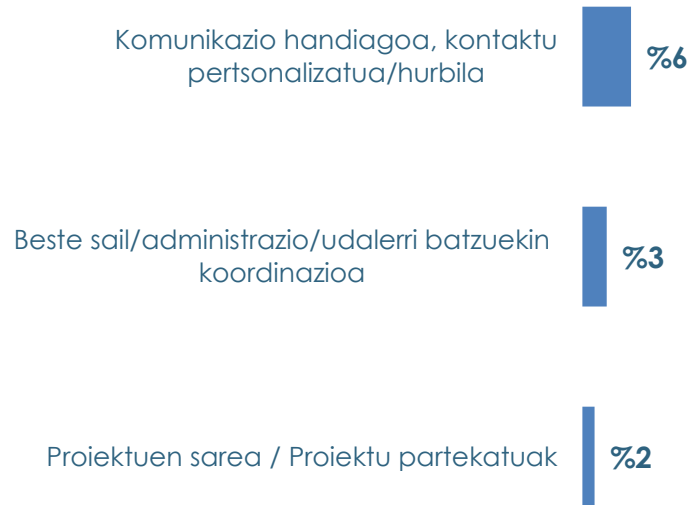 Komunikazio handiagoa, kontaktu
pertsonalizatua/hurbila
%6
Beste sail/administrazio/udalerri batzuekin
koordinazioa
%3
Proiektuen sarea / Proiektu partekatuak
%2